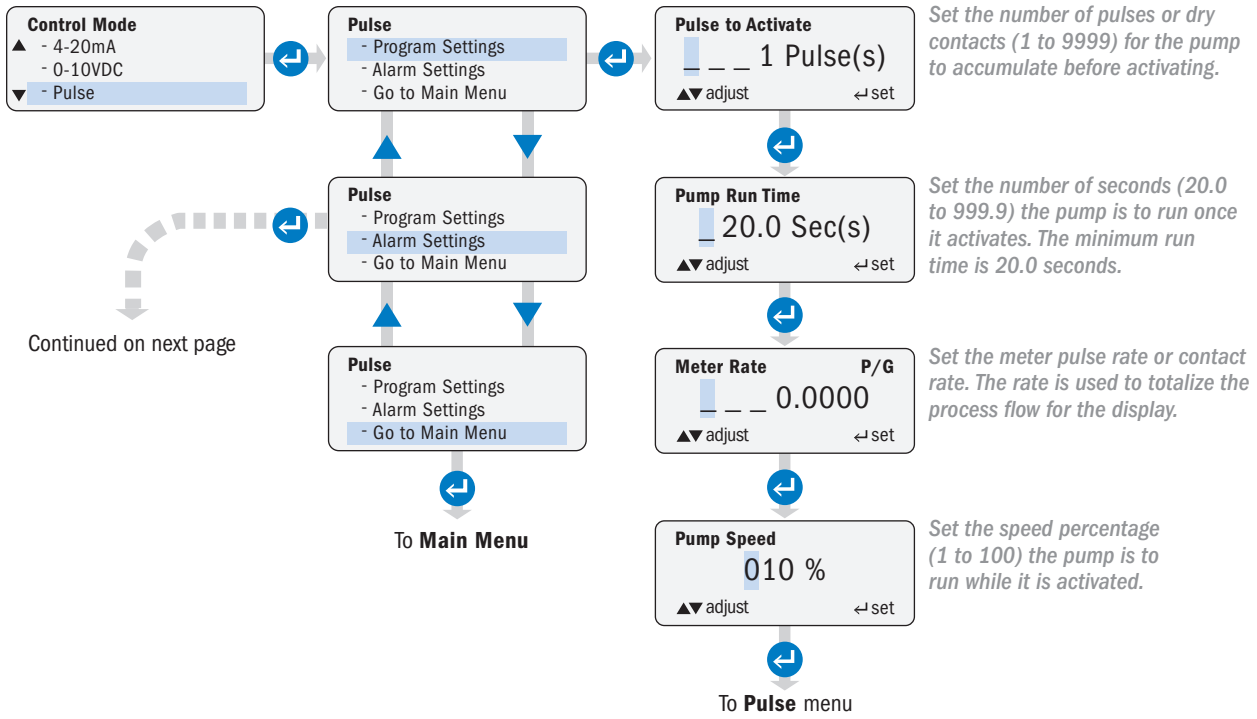 Control Mode
- 4-20mA
- 0-10VDC
- Pulse
Pulse
- Program Settings
- Alarm Settings
- Go to Main Menu
Pulse to Activate
_ _ _ 1 Pulse(s)
▲▼ adjust ↵ set
Set the number of pulses or dry
contacts (1 to 9999) for the pump
to accumulate before activating.
Pulse
- Program Settings
- Alarm Settings
- Go to Main Menu
Pump Run Time
_ 20.0 Sec(s)
▲▼ adjust ↵ set
Set the number of seconds (20.0
to 999.9) the pump is to run once
it activates. The minimum run
time is 20.0 seconds.
Continued on next page
Pulse
- Program Settings
- Alarm Settings
- Go to Main Menu
To Main Menu
Meter Rate P/G
_ _ _ 0.0000
▲▼ adjust ↵ set
Set the meter pulse rate or contact
rate. The rate is used to totalize the
process flow for the display.
Pump Speed
010 %
▲▼ adjust ↵ set
Set the speed percentage
(1 to 100) the pump is to
run while it is activated.
To Pulse menu